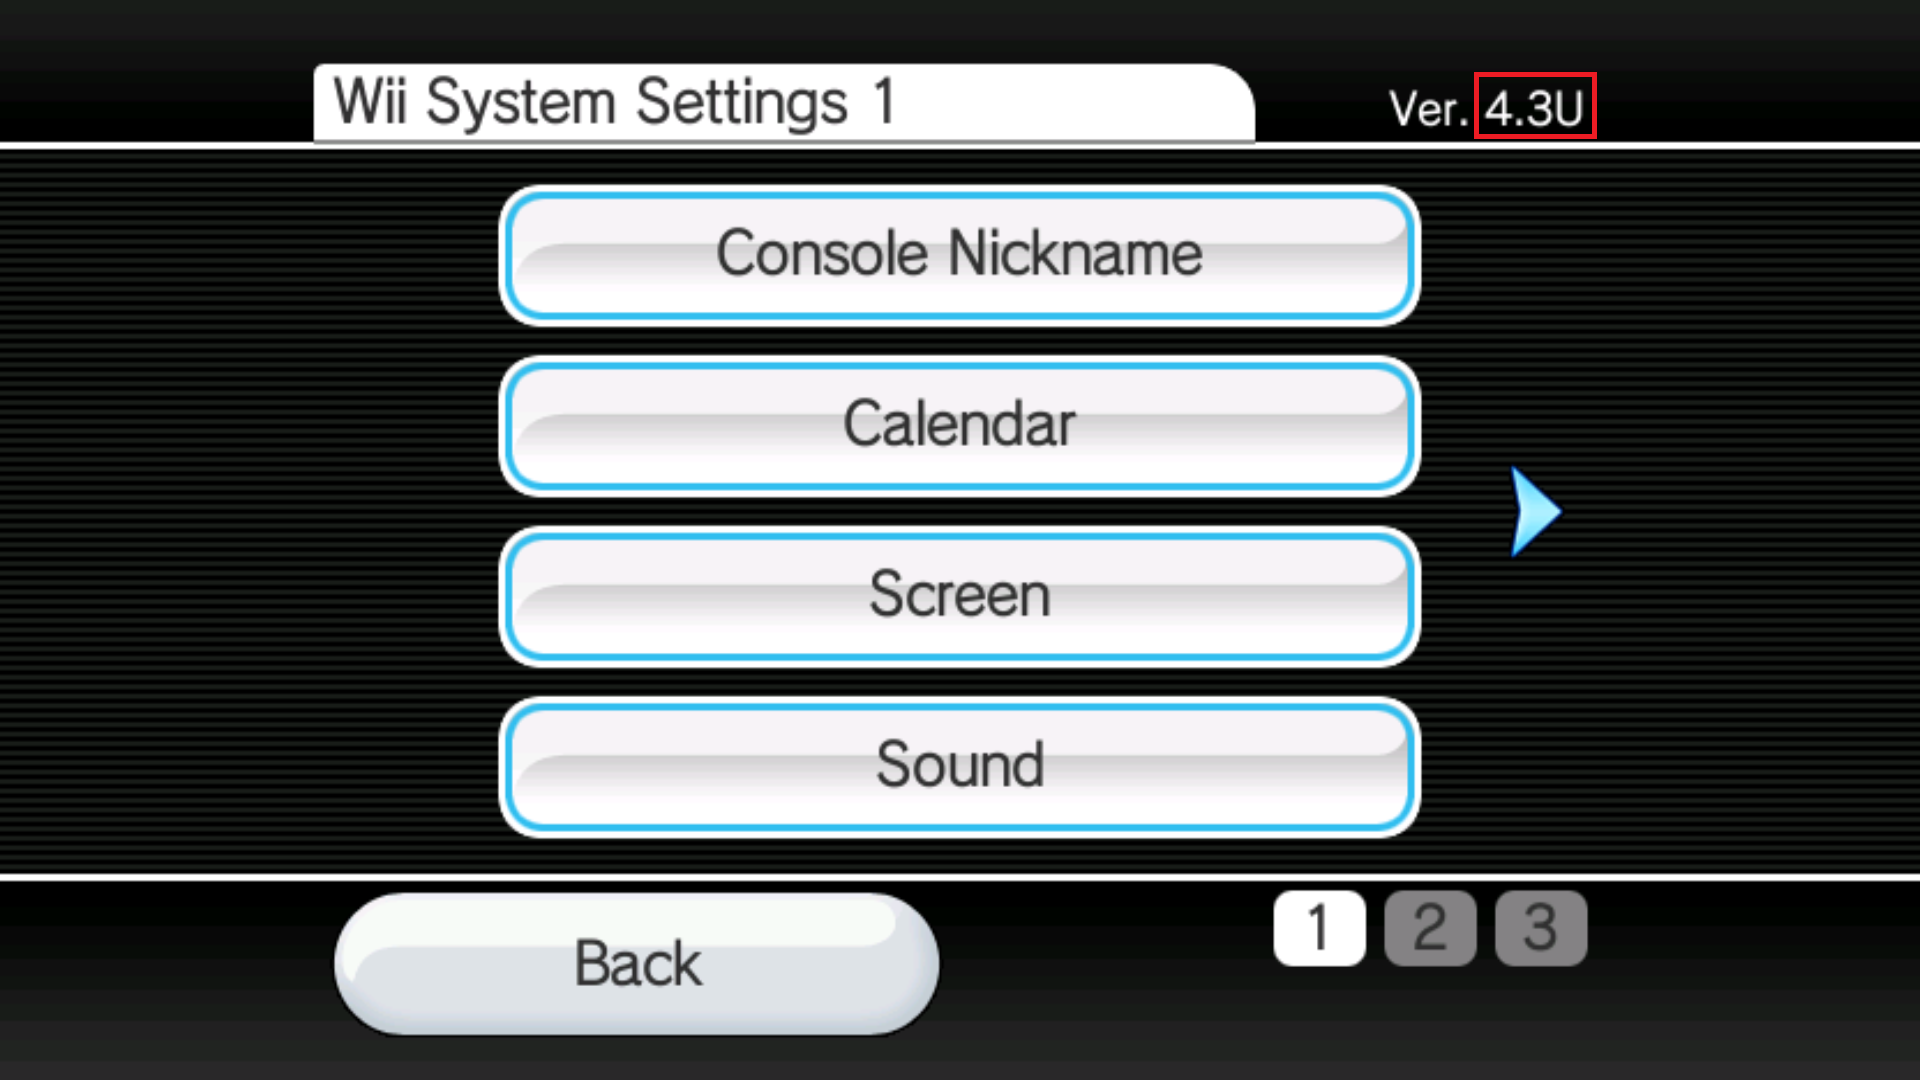 Wii System Settings 1
Ver. 4.3U
Console Nickname
Calendar
Screen
Sound
Back
1 2 3